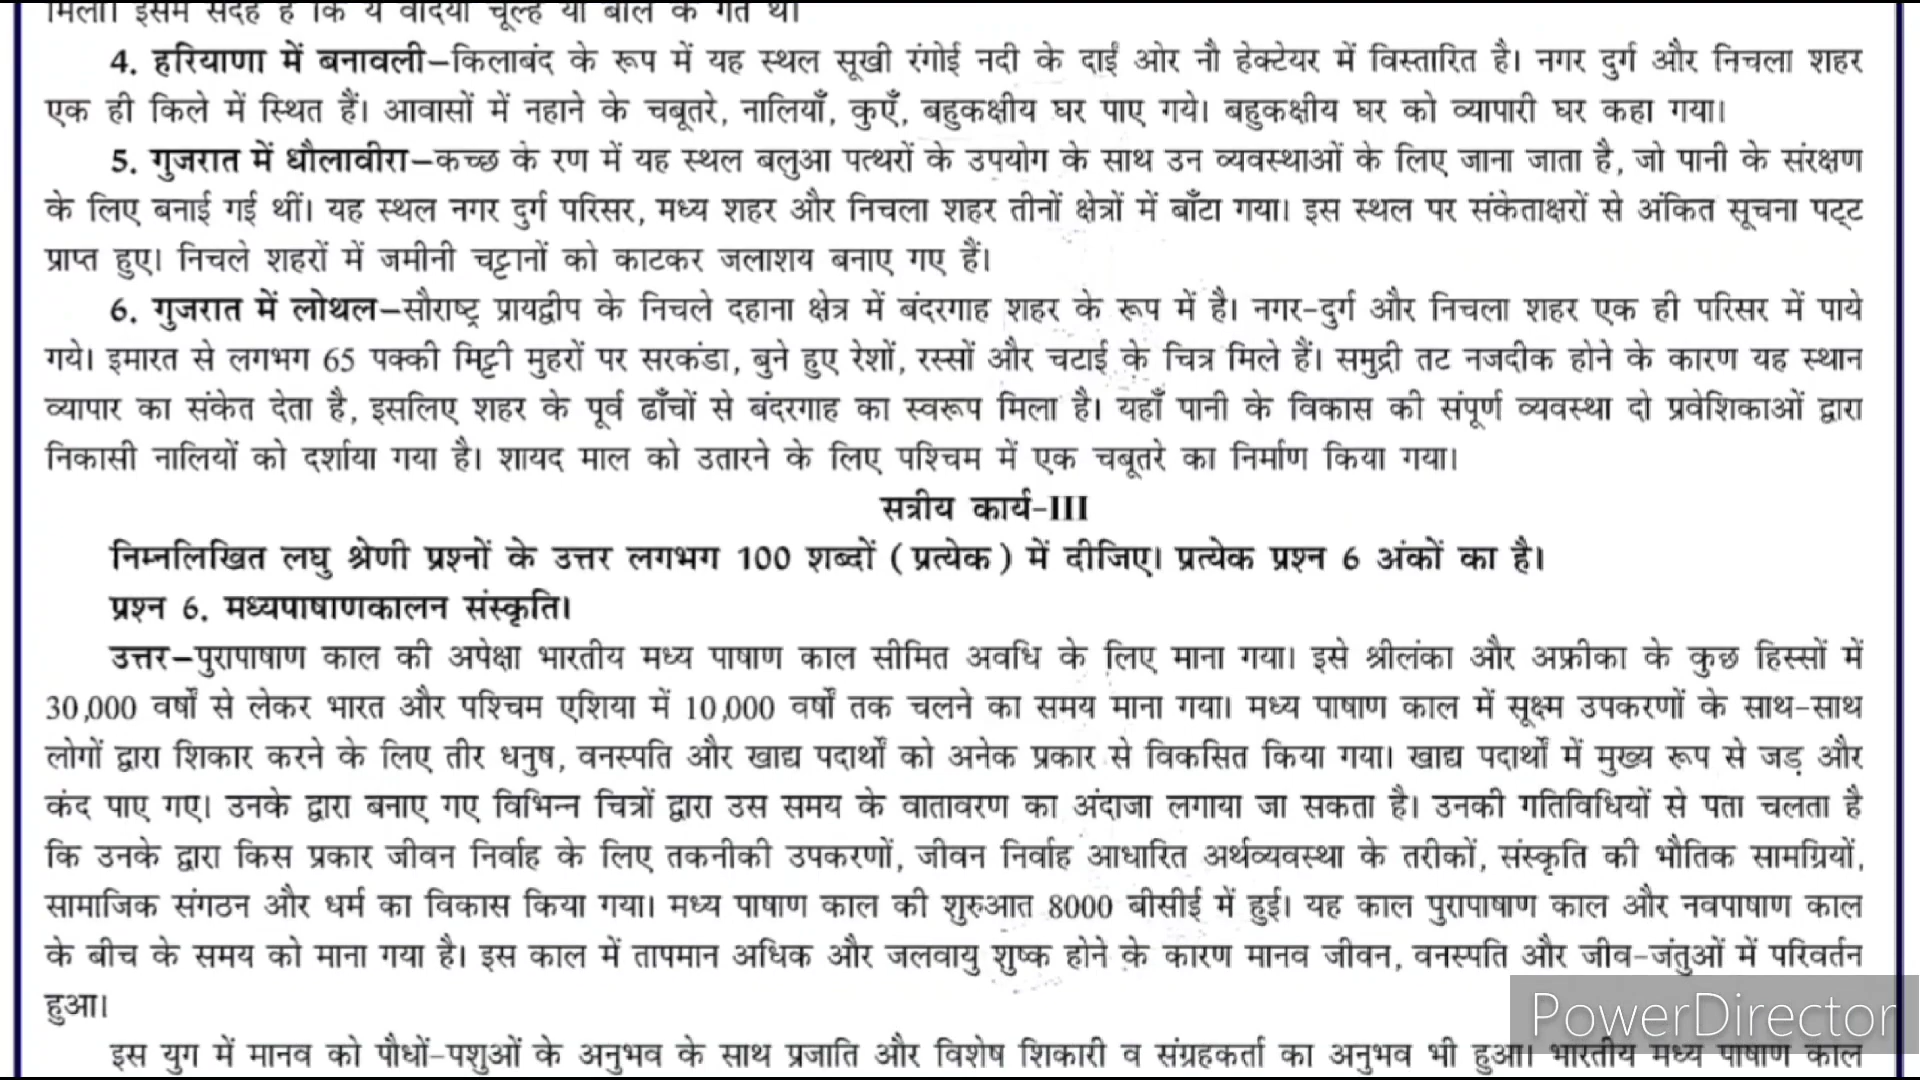 मिला। इसमें संदेह है कि ये वेदियाँ चूल्हे या बलि के गर्त थे।
4. हरियाणा में बनावली–किलाबंद के रूप में यह स्थल सूखी रंगोई नदी के दाईं ओर नौ हेक्टेयर में विस्तारित है। नगर दुर्ग और निचला शहर
एक ही किले में स्थित हैं। आवासों में नहाने के चबूतरे, नालियाँ, कुएँ, बहुकक्षीय घर पाए गये। बहुकक्षीय घर को व्यापारी घर कहा गया।
5. गुजरात में धौलावीरा–कच्छ के रण में यह स्थल बलुआ पत्थरों के उपयोग के साथ उन व्यवस्थाओं के लिए जाना जाता है, जो पानी के संरक्षण
के लिए बनाई गई थीं। यह स्थल नगर दुर्ग परिसर, मध्य शहर और निचला शहर तीनों क्षेत्रों में बाँटा गया। इस स्थल पर संकेताक्षरों से अंकित सूचना पट्ट
प्राप्त हुए। निचले शहरों में जमीनी चट्टानों को काटकर जलाशय बनाए गए हैं।
6. गुजरात में लोथल–सौराष्ट्र प्रायद्वीप के निचले दहाना क्षेत्र में बंदरगाह शहर के रूप में है। नगर-दुर्ग और निचला शहर एक ही परिसर में पाये
गये। इमारत से लगभग 65 पक्की मिट्टी मुहरों पर सरकंडा, बुने हुए रेशों, रस्सों और चटाई के चित्र मिले हैं। समुद्री तट नजदीक होने के कारण यह स्थान
व्यापार का संकेत देता है, इसलिए शहर के पूर्व ढाँचों से बंदरगाह का स्वरूप मिला है। यहाँ पानी के विकास की संपूर्ण व्यवस्था दो प्रवेशिकाओं द्वारा
निकासी नालियों को दर्शाया गया है। शायद माल को उतारने के लिए पश्चिम में एक चबूतरे का निर्माण किया गया।
सत्रीय कार्य-III
निम्नलिखित लघु श्रेणी प्रश्नों के उत्तर लगभग 100 शब्दों (प्रत्येक) में दीजिए। प्रत्येक प्रश्न 6 अंकों का है।
प्रश्न 6. मध्यपाषाणकालन संस्कृति।
उत्तर–पुरापाषाण काल की अपेक्षा भारतीय मध्य पाषाण काल सीमित अवधि के लिए माना गया। इसे श्रीलंका और अफ्रीका के कुछ हिस्सों में
30,000 वर्षों से लेकर भारत और पश्चिम एशिया में 10,000 वर्षों तक चलने का समय माना गया। मध्य पाषाण काल में सूक्ष्म उपकरणों के साथ-साथ
लोगों द्वारा शिकार करने के लिए तीर धनुष, वनस्पति और खाद्य पदार्थों को अनेक प्रकार से विकसित किया गया। खाद्य पदार्थों में मुख्य रूप से जड़ और
कंद पाए गए। उनके द्वारा बनाए गए विभिन्न चित्रों द्वारा उस समय के वातावरण का अंदाजा लगाया जा सकता है। उनकी गतिविधियों से पता चलता है
कि उनके द्वारा किस प्रकार जीवन निर्वाह के लिए तकनीकी उपकरणों, जीवन निर्वाह आधारित अर्थव्यवस्था के तरीकों, संस्कृति की भौतिक सामग्रियों,
सामाजिक संगठन और धर्म का विकास किया गया। मध्य पाषाण काल की शुरुआत 8000 बीसीई में हुई। यह काल पुरापाषाण काल और नवपाषाण काल
के बीच के समय को माना गया है। इस काल में तापमान अधिक और जलवायु शुष्क होने के कारण मानव जीवन, वनस्पति और जीव-जंतुओं में परिवर्तन
हुआ।
इस युग में मानव को पौधों-पशुओं के अनुभव के साथ प्रजाति और विशेष शिकारी व संग्रहकर्ता का अनुभव भी हुआ। भारतीय मध्य पाषाण काल
PowerDirector